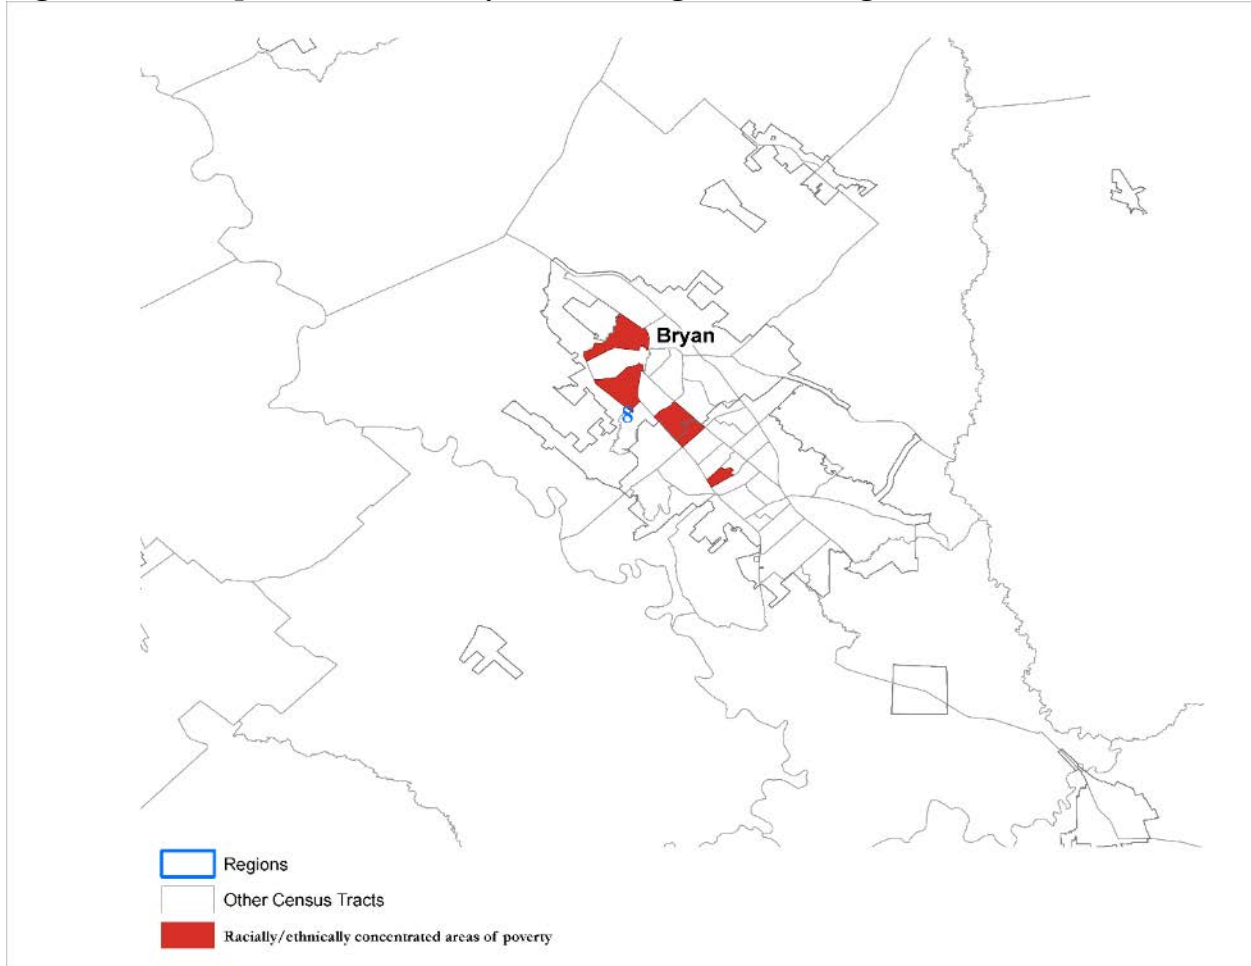 Bryan
8
Regions
Other Census Tracts
Racially/ethnically concentrated areas of poverty